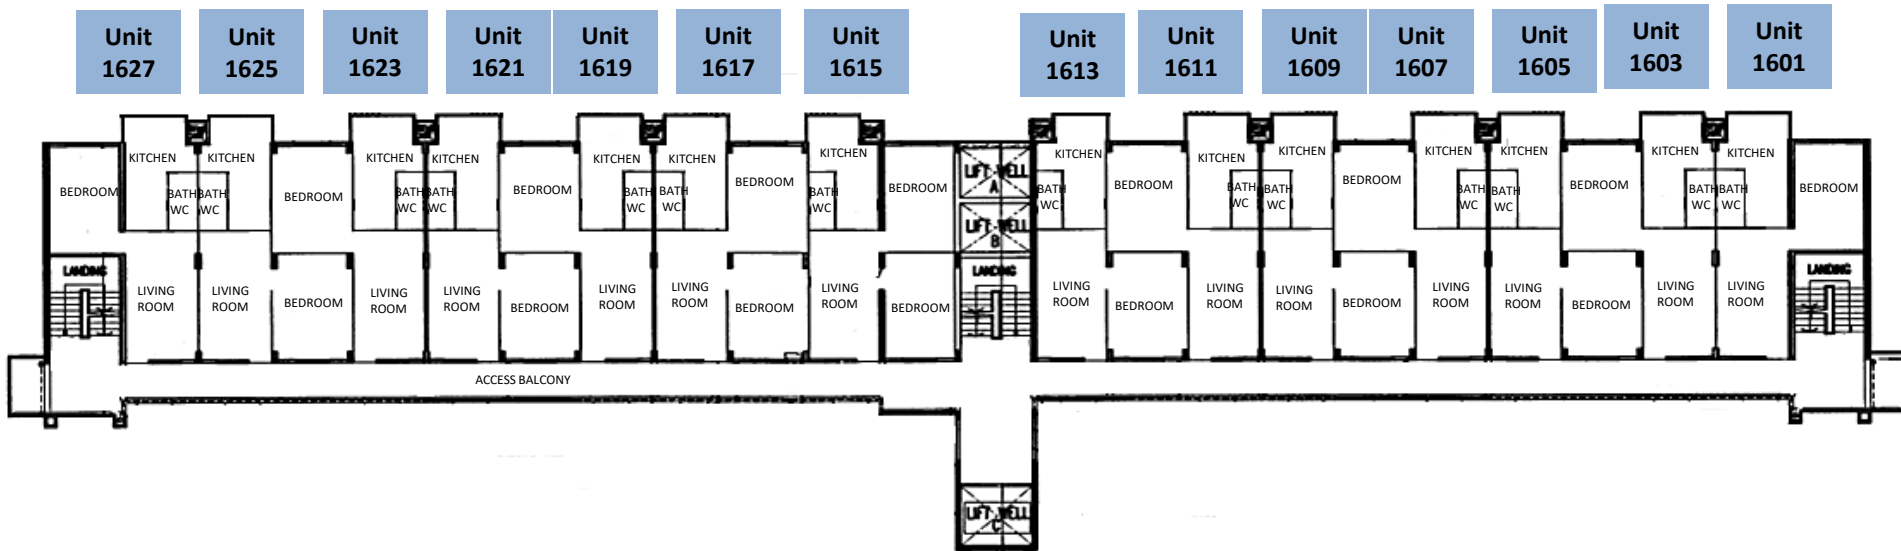 Unit
1627
Unit
1625
Unit
1623
Unit
1621
Unit
1619
Unit
1617
Unit
1615
Unit
1613
Unit
1611
Unit
1609
Unit
1607
Unit
1605
Unit
1603
Unit
1601
KITCHEN
KITCHEN
KITCHEN
KITCHEN
KITCHEN
KITCHEN
KITCHEN
KITCHEN
KITCHEN
KITCHEN
KITCHEN
KITCHEN
KITCHEN
KITCHEN
BEDROOM
BEDROOM
BEDROOM
BEDROOM
BEDROOM
BEDROOM
BEDROOM
BEDROOM
BEDROOM
BATH
WC
BATH
WC
BATH
WC
BATH
WC
BATH
WC
BATH
WC
BATH
WC
BATH
WC
BATH
WC
BATH
WC
BATH
WC
BATH
WC
BATH
WC
BATH
WC
LIFT-WELL
A
LIFT-WELL
B
LANDING
LANDING
LANDING
LIVING
ROOM
LIVING
ROOM
BEDROOM
LIVING
ROOM
LIVING
ROOM
BEDROOM
LIVING
ROOM
LIVING
ROOM
BEDROOM
LIVING
ROOM
BEDROOM
LIVING
ROOM
BEDROOM
LIVING
ROOM
LIVING
ROOM
BEDROOM
LIVING
ROOM
LIVING
ROOM
BEDROOM
LIVING
ROOM
LIVING
ROOM
ACCESS BALCONY
LIFT-WELL
C